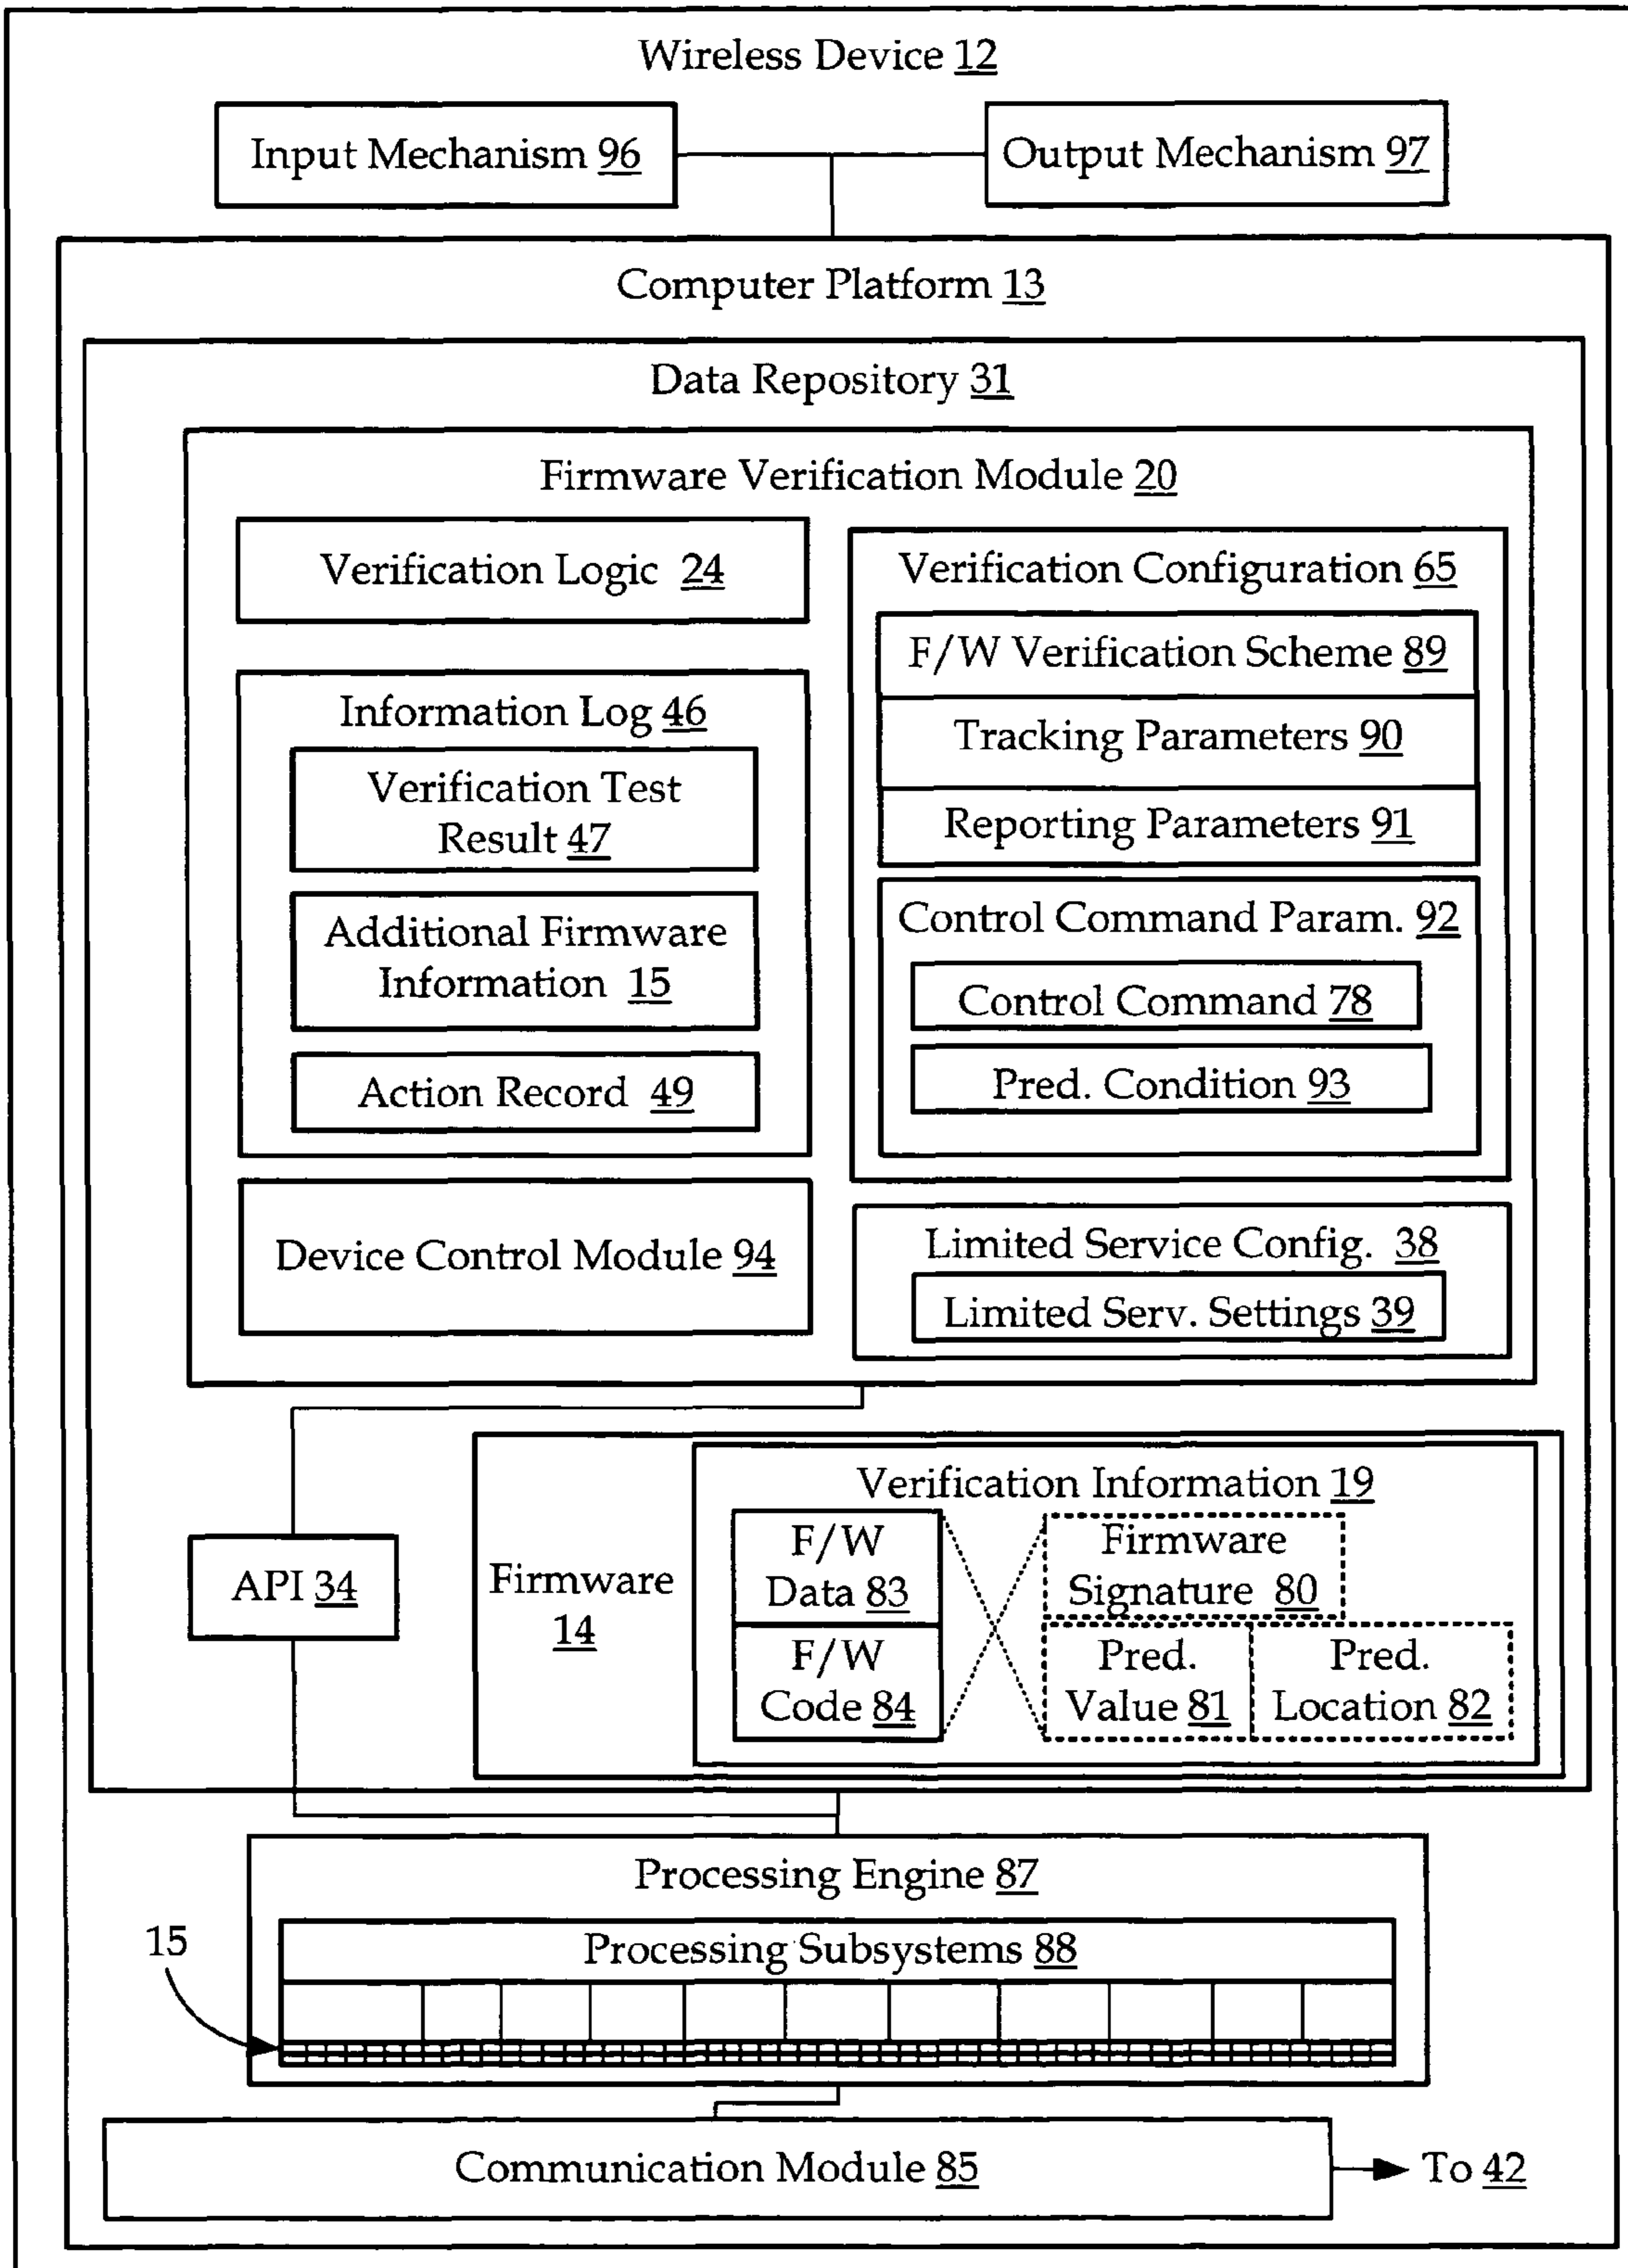 Wireless Device 12
Input Mechanism 96
Output Mechanism 97
Computer Platform 13
Data Repository 31
Firmware Verification Module 20
Verification Logic 24
Information Log 46
Verification Test
Result 47
Additional Firmware
Information 15
Action Record 49
Device Control Module 94
Verification Configuration 65
F/W Verification Scheme 89
Tracking Parameters 90
Reporting Parameters 91
Control Command Param. 92
Control Command 78
Pred. Condition 93
Limited Service Config. 38
Limited Serv. Settings 39
API 34
Firmware
14
Verification Information 19
F/W
Data 83
F/W
Code 84
Firmware
Signature 80
Pred.
Value 81
Pred.
Location 82
Processing Engine 87
Processing Subsystems 88
15
Communication Module 85
To 42